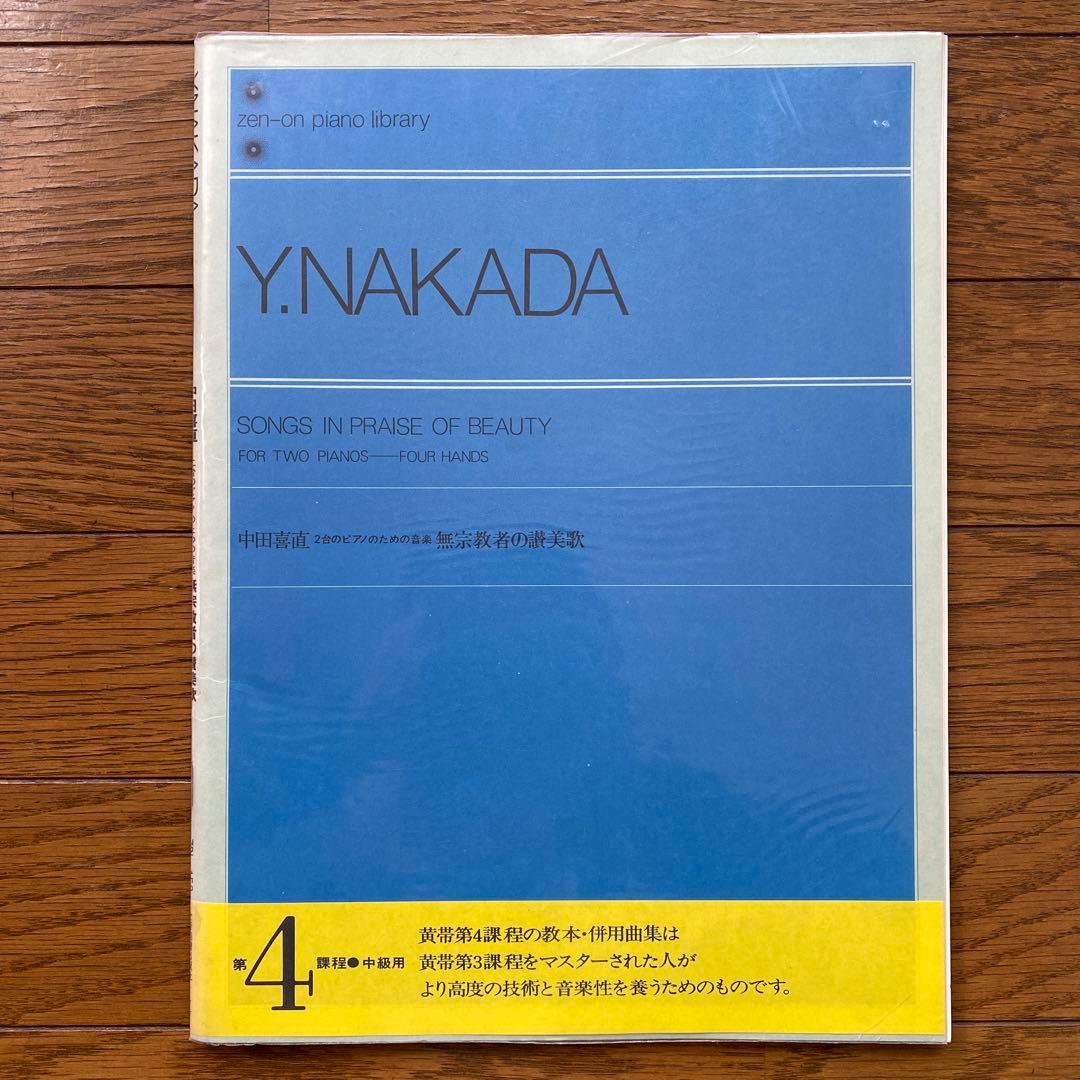 zen-on piano library
Y.NAKADA
SONGS IN PRAISE OF BEAUTY
FOR TWO PIANOS——FOUR HANDS
中田喜直 2台のピアノのための音楽 無宗教者の讃美歌
第4課程●中級用
黄帯第4課程の教本・併用曲集は
黄帯第3課程をマスターされた人が
より高度の技術と音楽性を養うためのものです。
Y.NAKADA